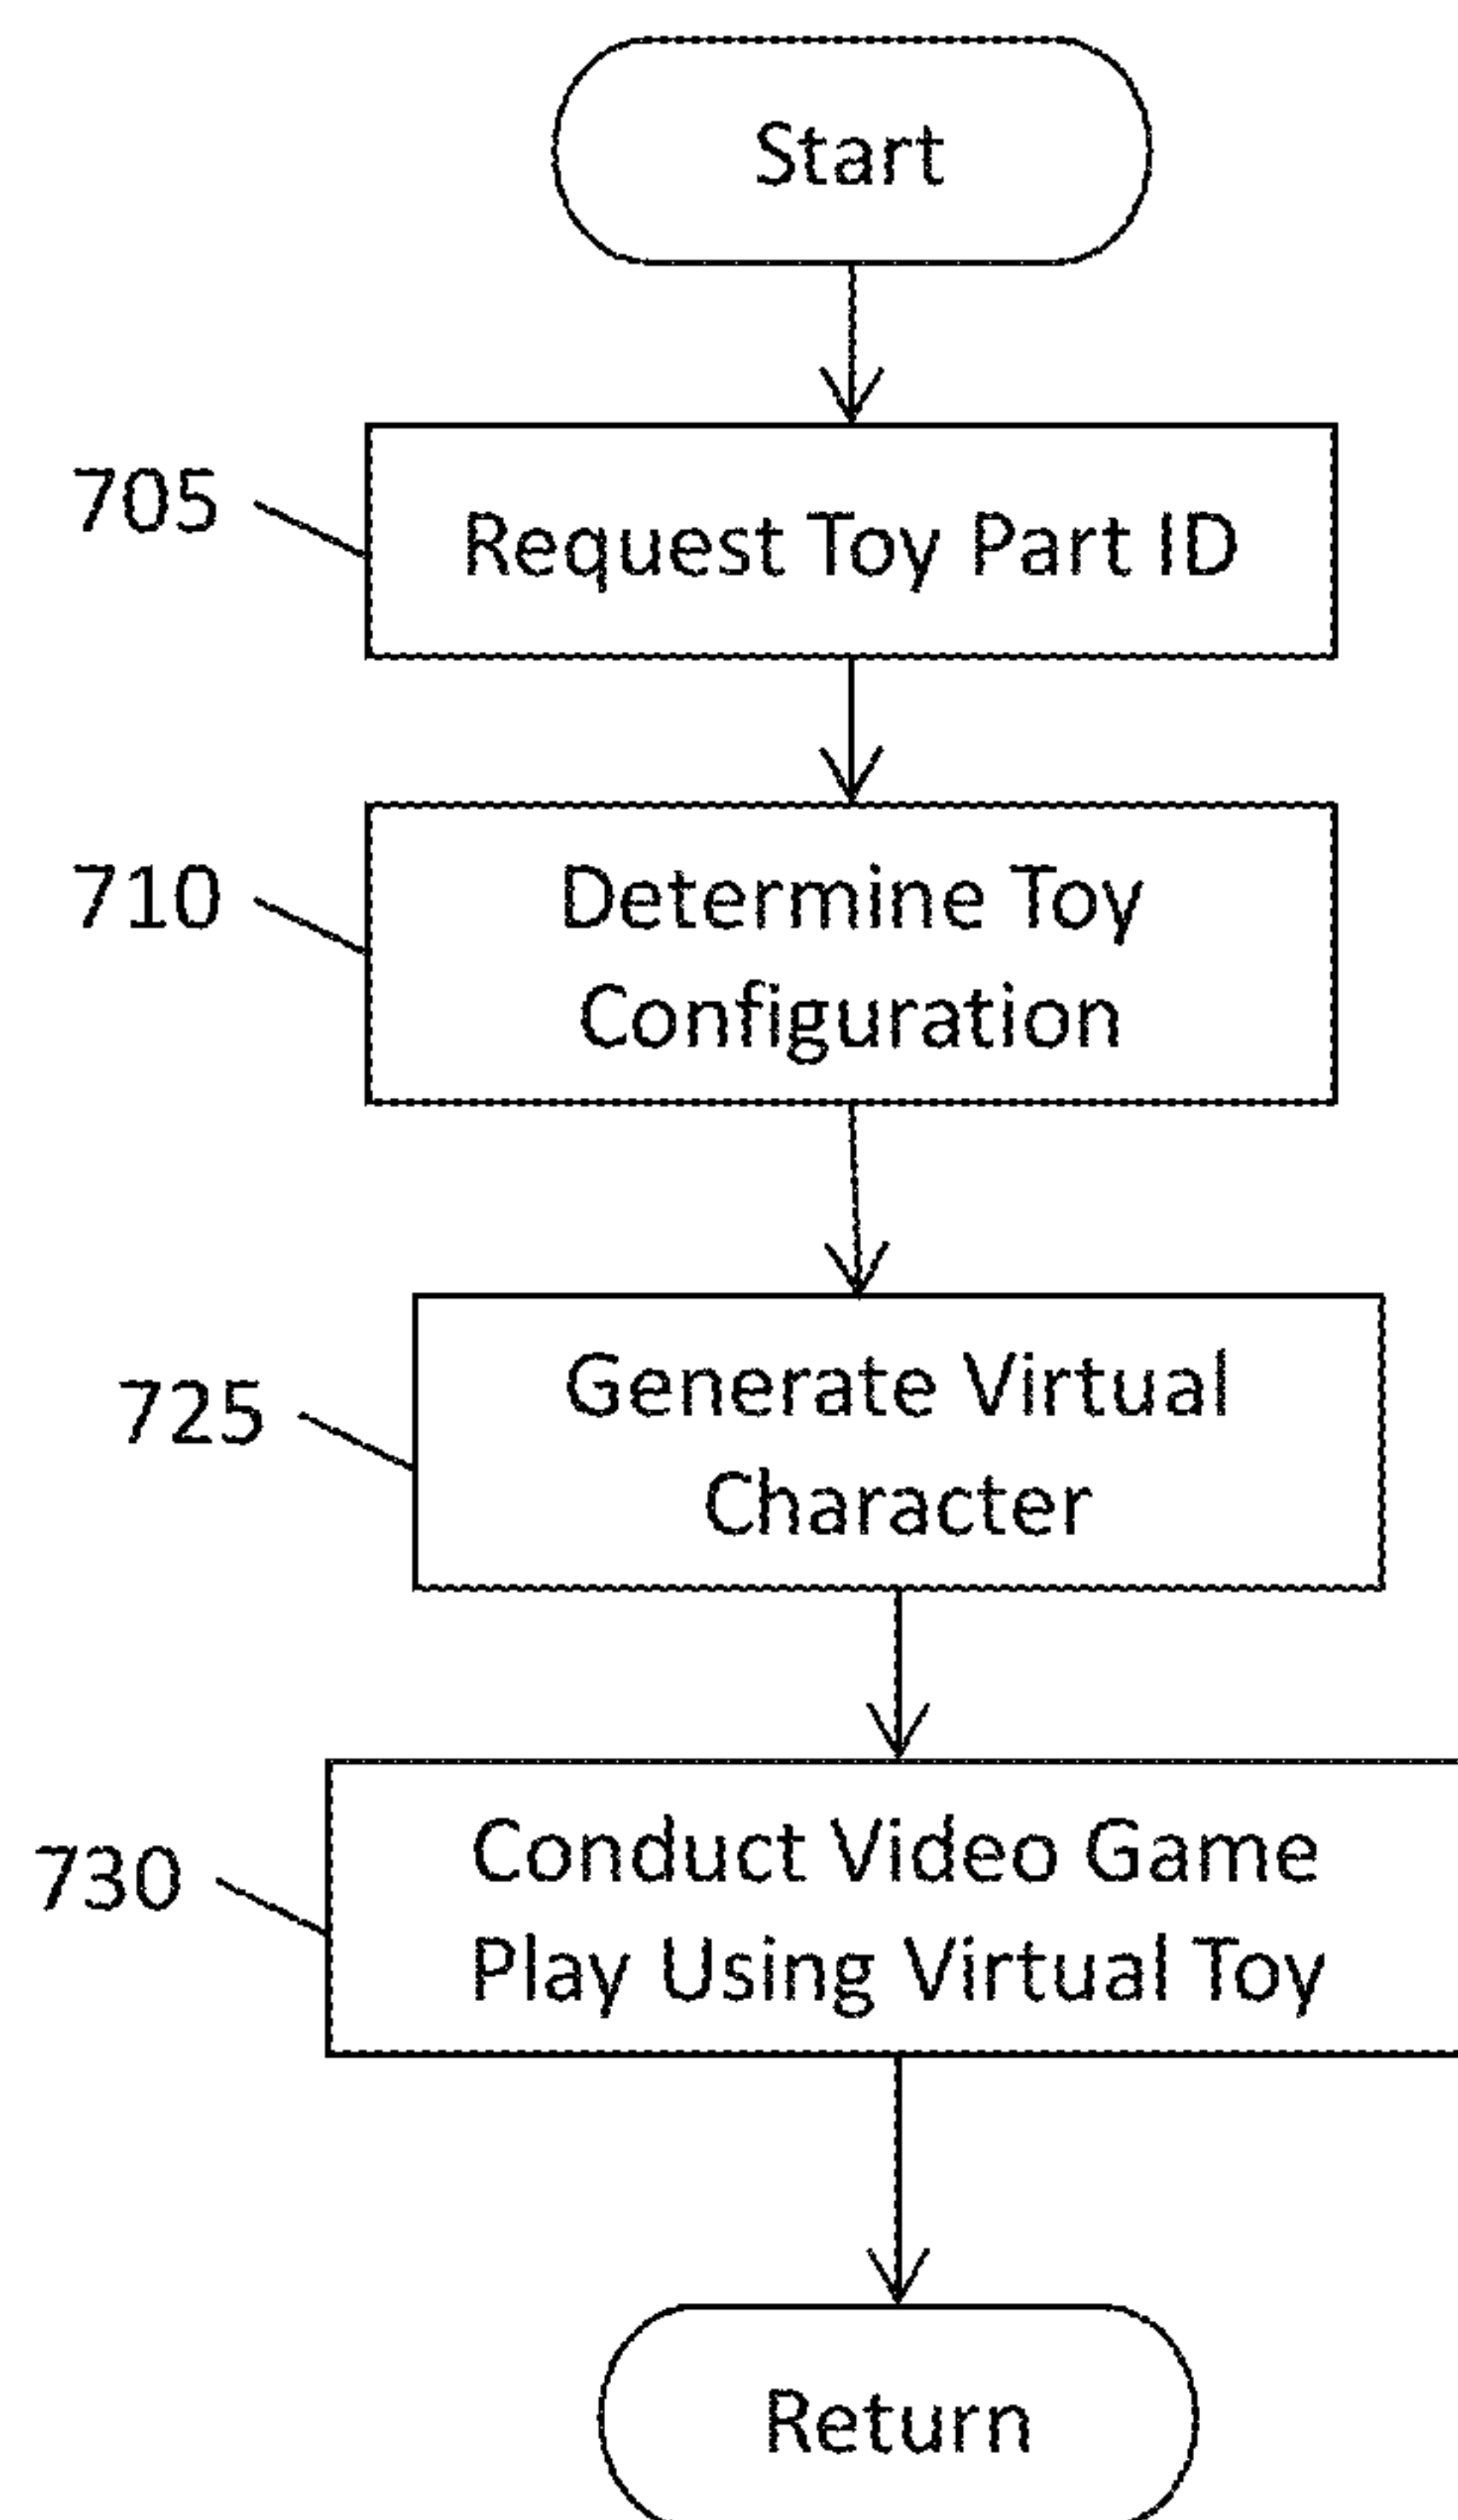 Start
705
Request Toy Part ID
710
Determine Toy
Configuration
725
Generate Virtual
Character
730
Conduct Video Game
Play Using Virtual Toy
Return